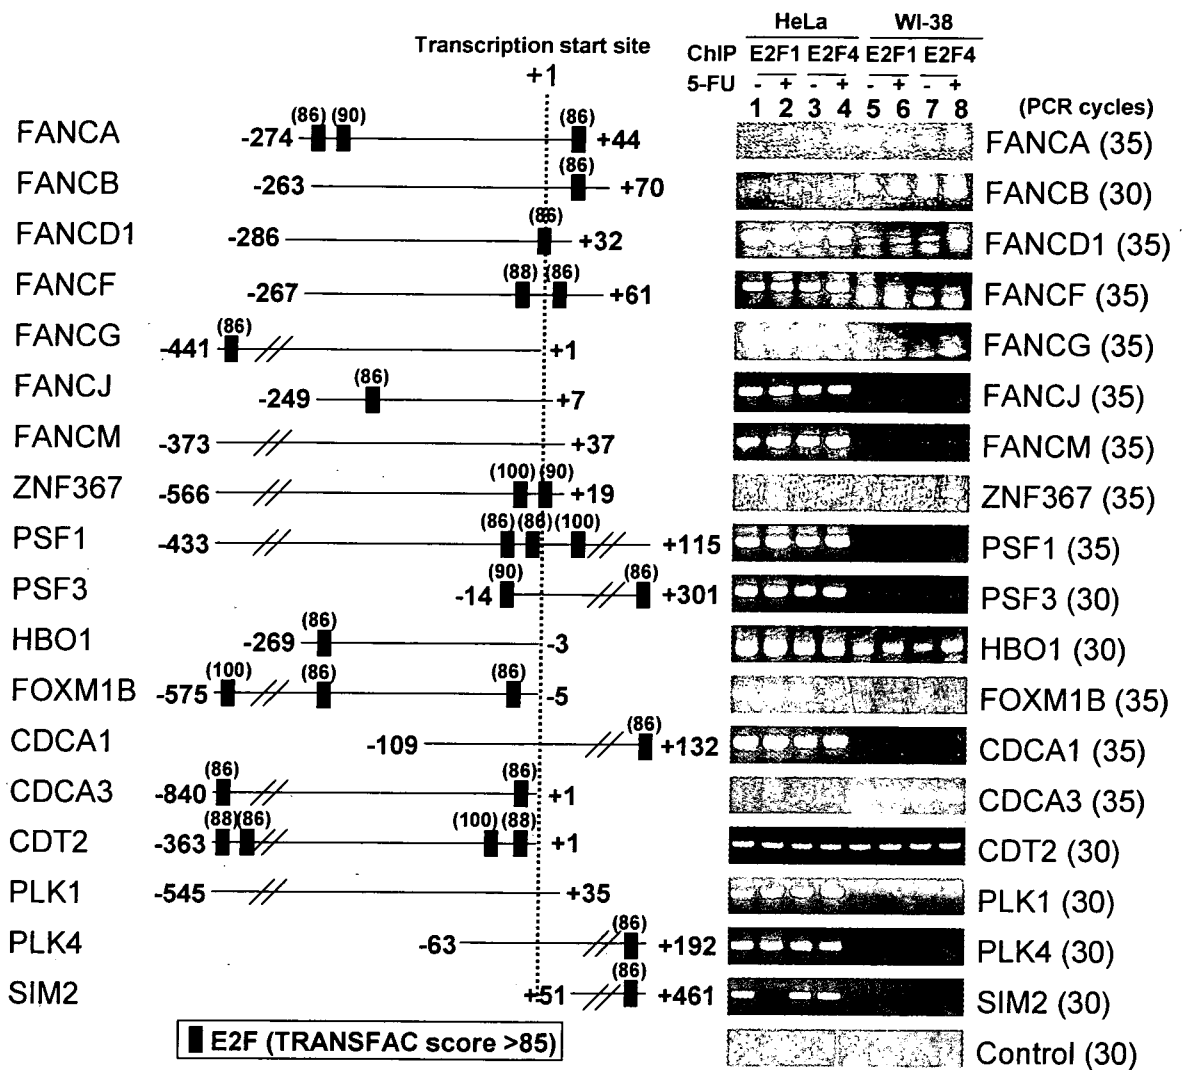 HeLa WI-38
Transcription start site
ChIP E2F1 E2F4 E2F1 E2F4
+1
5-FU - + - + - + - +
1 2 3 4 5 6 7 8 (PCR cycles)
(86) (90) (86)
FANCA -274 +44 FANCA (35)
(86)
FANCB -263 +70 FANCB (30)
(86)
FANCD1 -286 +32 FANCD1 (35)
(88) (86)
FANCF -267 +61 FANCF (35)
(86)
FANCG -441 +1 FANCG (35)
(86)
FANCJ -249 +7 FANCJ (35)
FANCM -373 +37 FANCM (35)
(100) (90)
ZNF367 -566 +19 ZNF367 (35)
(86) (86) (100)
PSF1 -433 +115 PSF1 (35)
(90) (86)
PSF3 -14 +301 PSF3 (30)
(86)
HBO1 -269 -3 HBO1 (30)
(100) (86) (86)
FOXM1B -575 -5 FOXM1B (35)
(86)
CDCA1 -109 +132 CDCA1 (35)
(86) (86)
CDCA3 -840 +1 CDCA3 (35)
(88) (86) (100) (88)
CDT2 -363 +1 CDT2 (30)
PLK1 -545 +35 PLK1 (30)
(86)
PLK4 -63 +192 PLK4 (30)
(86)
SIM2 +51 +461 SIM2 (30)
E2F (TRANSFAC score >85)
Control (30)